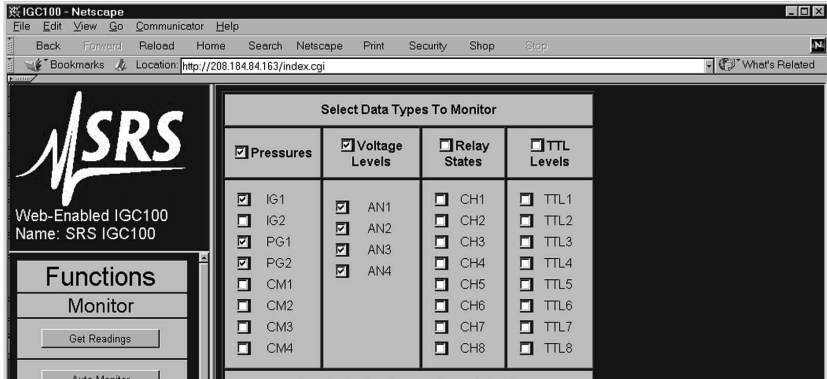 IGC100 - Netscape
File Edit View Go Communicator Help
Back Forward Reload Home Search Netscape Print Security Shop Stop
Bookmarks Location: http://208.184.84.163/index.cgi What's Related
N
SRS
Web-Enabled IGC100
Name: SRS IGC100
Functions
Monitor
Get Readings
Auto Monitor
Select Data Types To Monitor
Pressures Voltage Levels Relay States TTL Levels
IG1 AN1 CH1 TTL1
IG2 AN2 CH2 TTL2
PG1 AN3 CH3 TTL3
PG2 AN4 CH4 TTL4
CM1 CH5 TTL5
CM2 CH6 TTL6
CM3 CH7 TTL7
CM4 CH8 TTL8